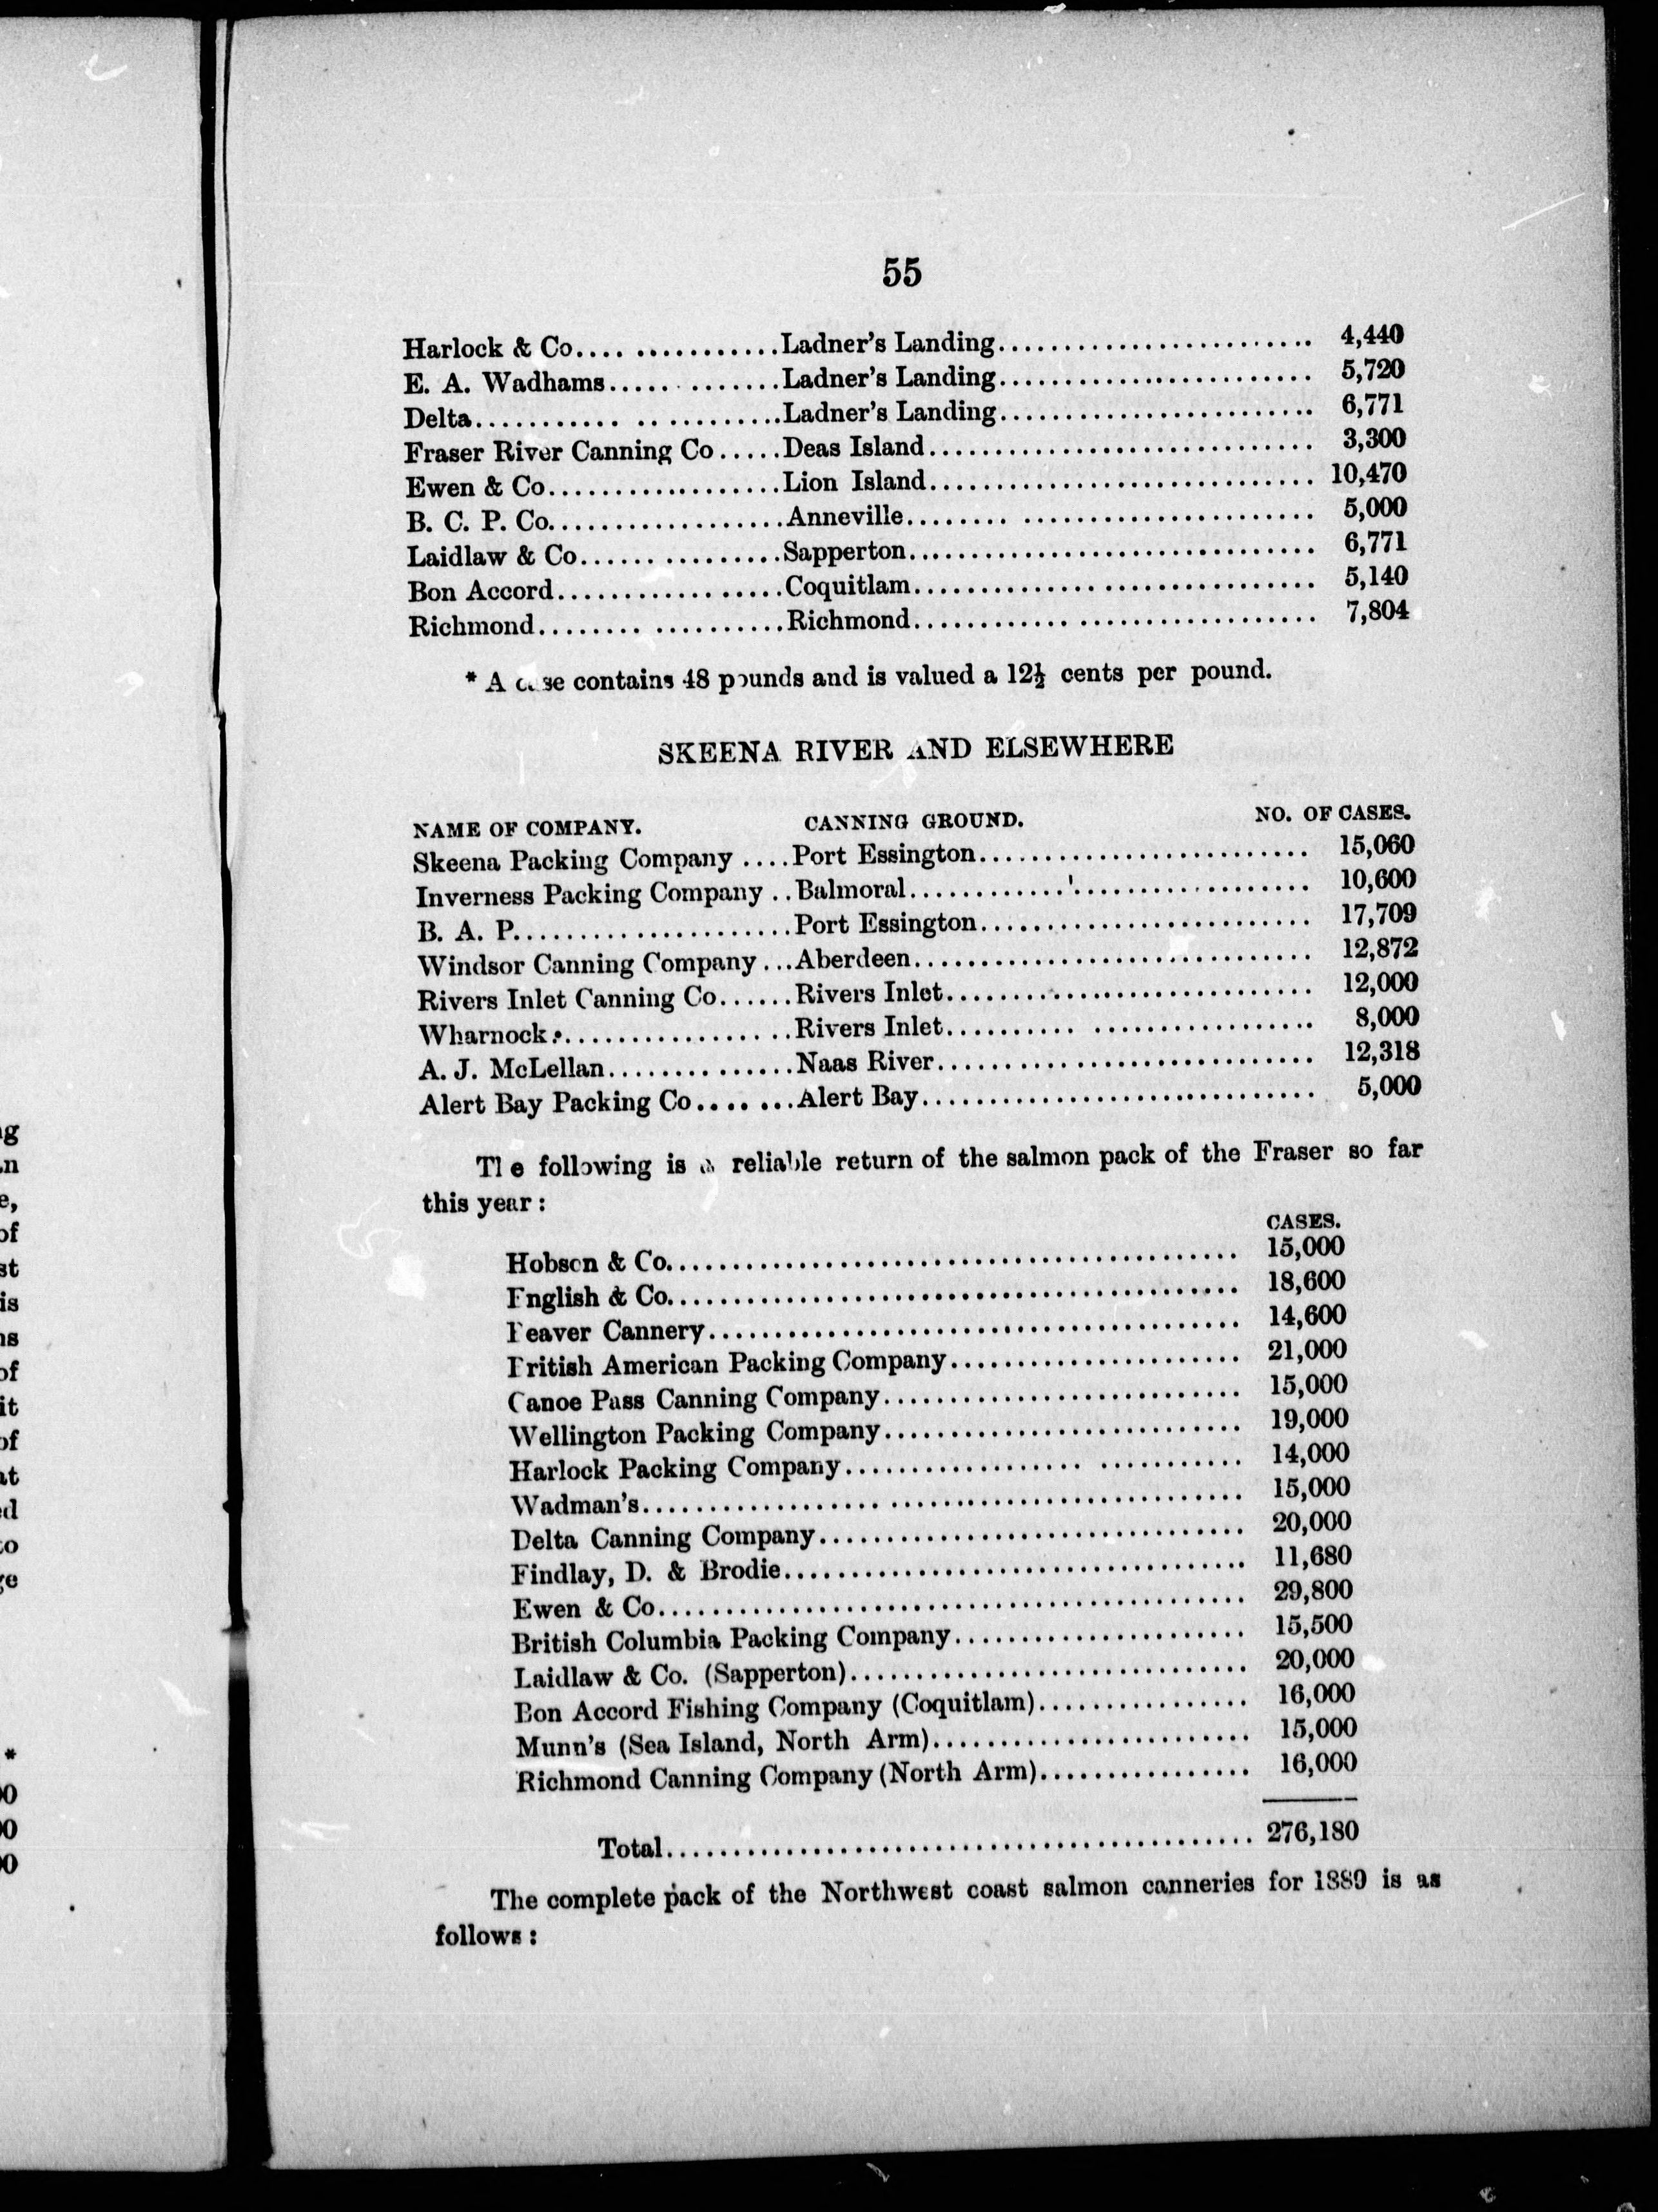 55
Harlock & Co.... ...........Ladner's Landing........................ 4,440
E. A. Wadhams..... . .......Ladner's Landing........................ 5,720
Delta........... .. ..........Ladner's Landing........................ 6,771
Fraser River Canning Co.....Deas Island............................. 3,300
Ewen & Co..................Lion Island............................. 10,470
B. C. P. Co..................Anneville........ ...................... 5,000
Laidlaw & Co...... .........Sapperton............................... 6,771
Bon Accord.................Coquitlam............................... 5,140
Richmond........ ..........Richmond............ .................. 7,804
* A case contains 48 pounds and is valued a 12½ cents per pound.
SKEENA RIVER AND ELSEWHERE
NAME OF COMPANY. CANNING GROUND. NO. OF CASES.
Skeena Packing Company ....Port Essington......................... 15,060
Inverness Packing Company ..Balmoral.............................. 10,600
B. A. P.....................Port Essington......................... 17,709
Windsor Canning Company...Aberdeen.............................. 12,872
Rivers Inlet Canning Co......Rivers Inlet............................ 12,000
Wharnock..................Rivers Inlet.......... ................. 8,000
A. J. McLellan..............Naas River............................. 12,318
Alert Bay Packing Co.... ...Alert Bay.............................. 5,000
Tl e following is a reliable return of the salmon pack of the Fraser so far
this year:
CASES.
Hobson & Co........................................... 15,000
English & Co........................................... 18,600
Beaver Cannery........................................ 14,600
British American Packing Company...................... 21,000
Canoe Pass Canning Company........................... 15,000
Wellington Packing Company........................... 19,000
Harlock Packing Company.................. ........... 14,000
Wadman's.................. ........................... 15,000
Delta Canning Company................................ 20,000
Findlay, D. & Brodie................................... 11,680
Ewen & Co............................................ 29,800
British Columbia Packing Company...................... 15,500
Laidlaw & Co. (Sapperton).............................. 20,000
Bon Accord Fishing Company (Coquitlam)................ 16,000
Munn's (Sea Island, North Arm)........................ 15,000
Richmond Canning Company (North Arm)................ 16,000
Total............................................ 276,180
The complete pack of the Northwest coast salmon canneries for 1889 is as
follows: